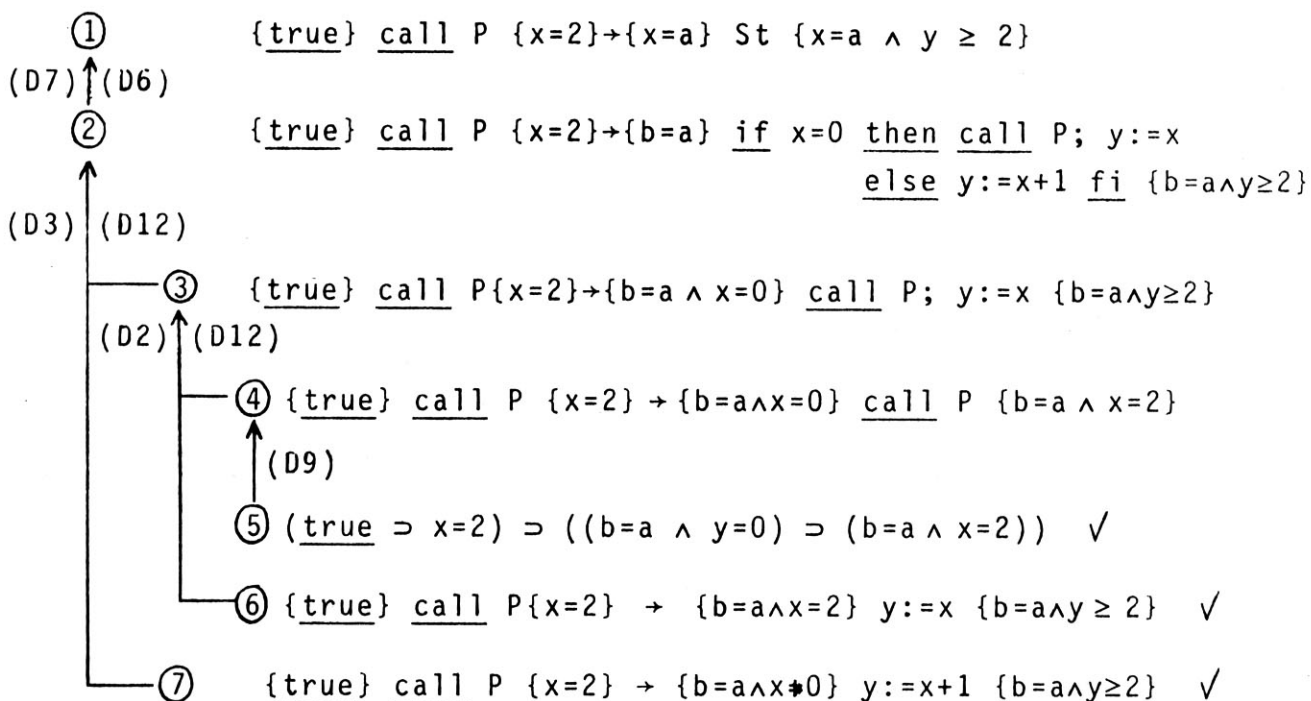 ① {true} call P {x=2}→{x=a} St {x=a ∧ y ≥ 2}
(D7) (D6)
② {true} call P {x=2}→{b=a} if x=0 then call P; y:=x
else y:=x+1 fi {b=a∧y≥2}
(D3) (D12)
③ {true} call P{x=2}→{b=a ∧ x=0} call P; y:=x {b=a∧y≥2}
(D2) (D12)
④ {true} call P {x=2} → {b=a∧x=0} call P {b=a ∧ x=2}
(D9)
⑤ (true ⊃ x=2) ⊃ ((b=a ∧ y=0) ⊃ (b=a ∧ x=2)) √
⑥ {true} call P{x=2} → {b=a∧x=2} y:=x {b=a∧y ≥ 2} √
⑦ {true} call P {x=2} → {b=a∧x≠0} y:=x+1 {b=a∧y≥2} √